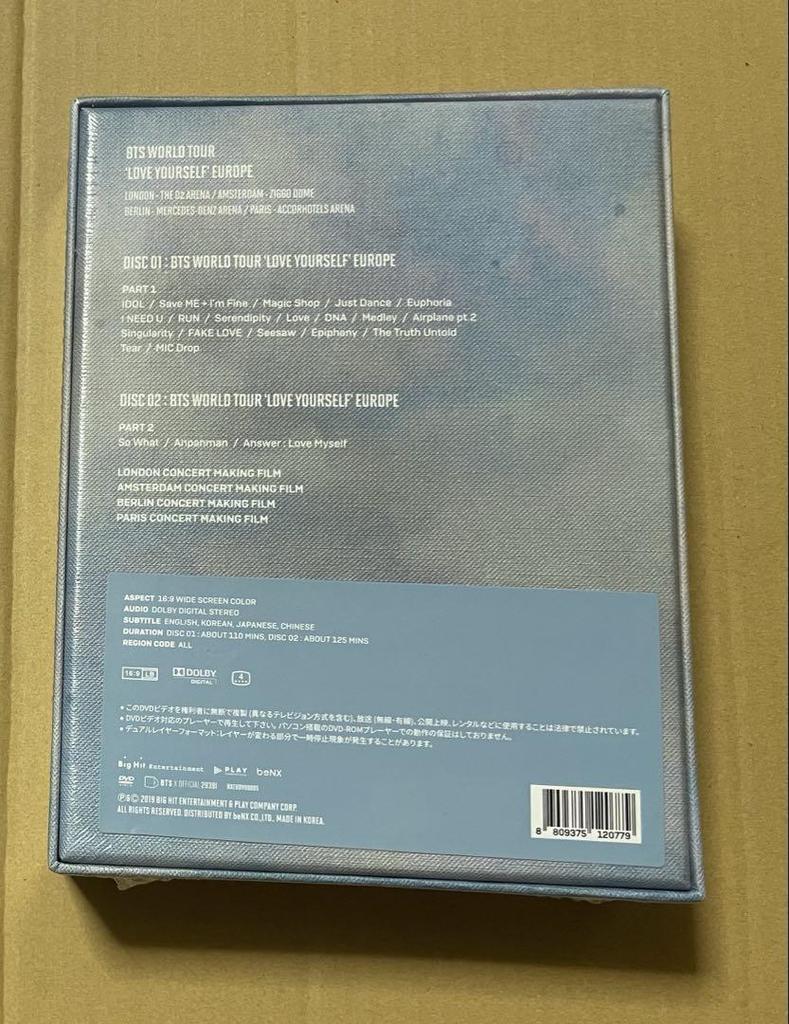 BTS WORLD TOUR
'LOVE YOURSELF' EUROPE
LONDON - THE O2 ARENA / AMSTERDAM - ZIGGO DOME
BERLIN - MERCEDES-BENZ ARENA / PARIS - ACCORHOTELS ARENA
DISC 01 : BTS WORLD TOUR 'LOVE YOURSELF' EUROPE
PART 1
IDOL / Save ME + I'm Fine / Magic Shop / Just Dance / Euphoria
I NEED U / RUN / Serendipity / Love / DNA / Medley / Airplane pt.2
Singularity / FAKE LOVE / Seesaw / Epiphany / The Truth Untold
Tear / MIC Drop
DISC 02 : BTS WORLD TOUR 'LOVE YOURSELF' EUROPE
PART 2
So What / Anpanman / Answer : Love Myself
LONDON CONCERT MAKING FILM
AMSTERDAM CONCERT MAKING FILM
BERLIN CONCERT MAKING FILM
PARIS CONCERT MAKING FILM
ASPECT 16:9 WIDE SCREEN COLOR
AUDIO DOLBY DIGITAL STEREO
SUBTITLE ENGLISH, KOREAN, JAPANESE, CHINESE
DURATION DISC 01 : ABOUT 110 MINS, DISC 02 : ABOUT 125 MINS
REGION CODE ALL
16:9 LB DOLBY DIGITAL 4
• このDVDビデオを権利者に無断で複製 (異なるテレビジョン方式を含む)、放送 (無線・有線)、公開上映、レンタルなどに使用することは法律で禁止されています。
• DVDビデオ対応のプレーヤーで再生して下さい。パソコン搭載のDVD-ROMプレーヤーでの動作の保証はしておりません。
• デュアルレイヤーフォーマット:レイヤーが変わる部分で一時停止現象が発生することがあります。
Big Hit Entertainment PLAY beNX
DVD BTS X OFFICIAL
ⓅⒸ 2019 BIG HIT ENTERTAINMENT & PLAY COMPANY CORP.
ALL RIGHTS RESERVED. DISTRIBUTED BY beNX CO.,LTD. MADE IN KOREA.
8 809375 120779